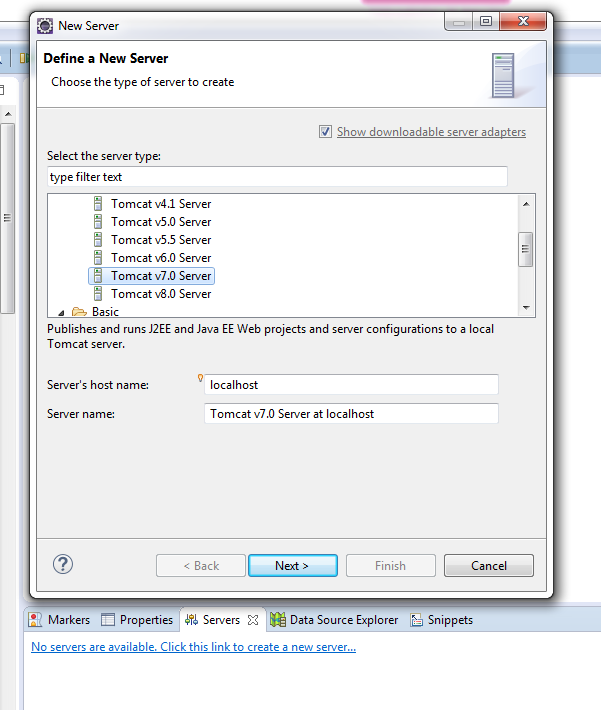 New Server
Define a New Server
Choose the type of server to create
Show downloadable server adapters
Select the server type:
type filter text
Tomcat v4.1 Server
Tomcat v5.0 Server
Tomcat v5.5 Server
Tomcat v6.0 Server
Tomcat v7.0 Server
Tomcat v8.0 Server
Basic
Publishes and runs J2EE and Java EE Web projects and server configurations to a local
Tomcat server.
Server's host name: localhost
Server name: Tomcat v7.0 Server at localhost
? < Back Next > Finish Cancel
Markers Properties Servers Data Source Explorer Snippets
No servers are available. Click this link to create a new server...